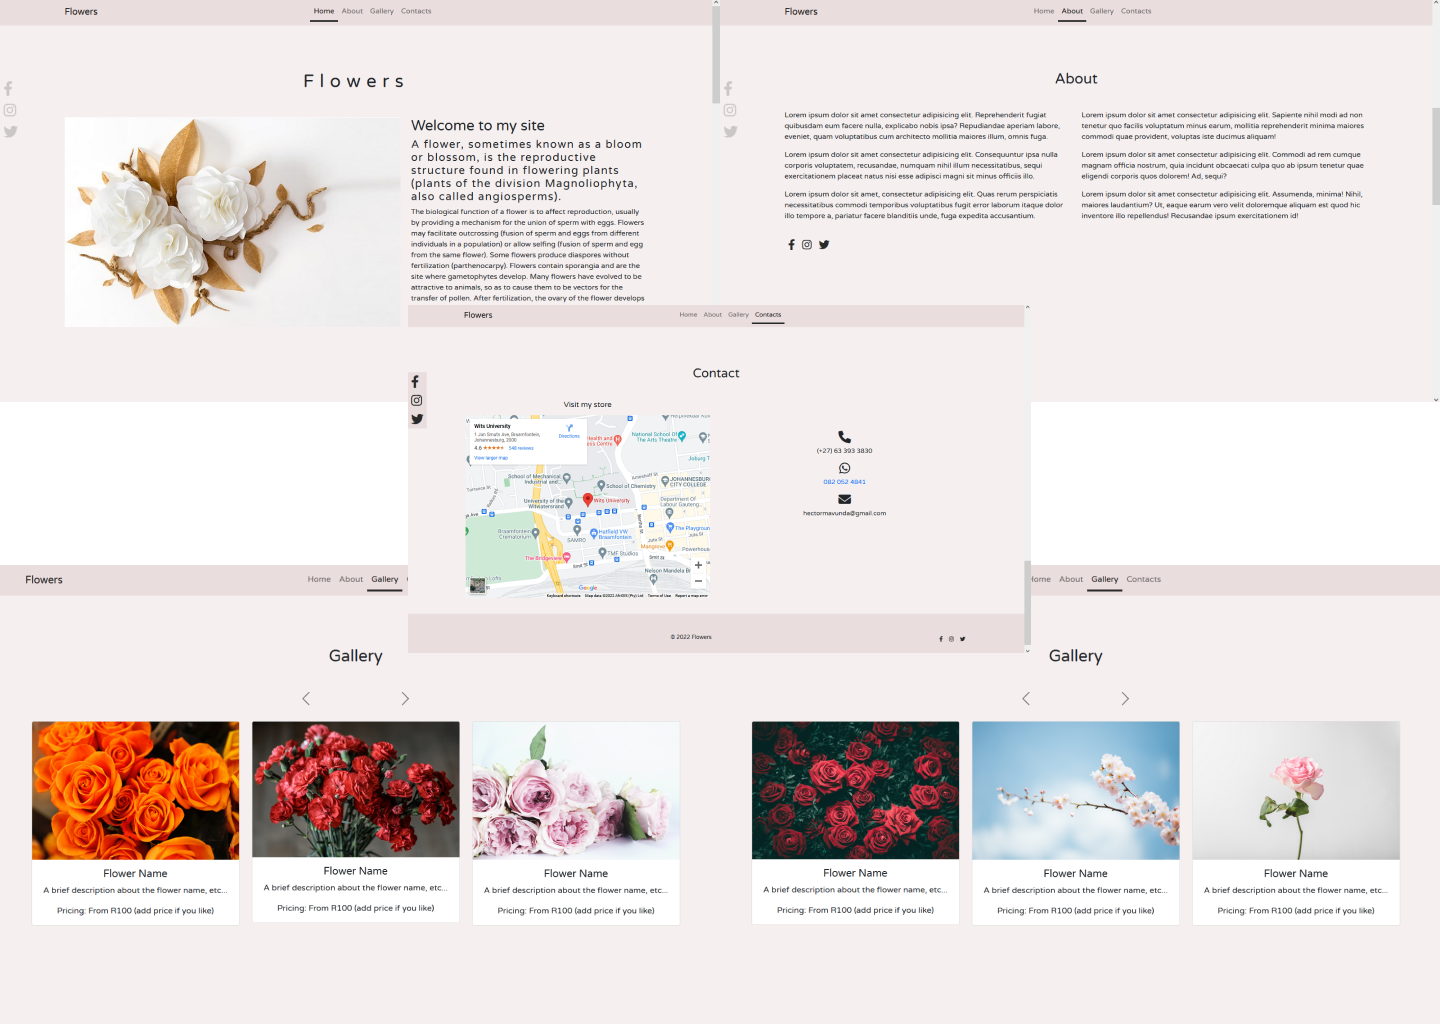 Flowers
Home About Gallery Contacts
Flowers
Welcome to my site
A flower, sometimes known as a bloom
or blossom, is the reproductive
structure found in flowering plants
(plants of the division Magnoliophyta,
also called angiosperms).
The biological function of a flower is to affect reproduction, usually
by providing a mechanism for the union of sperm with eggs. Flowers
may facilitate outcrossing (fusion of sperm and eggs from different
individuals in a population) or allow selfing (fusion of sperm and egg
from the same flower). Some flowers produce diaspores without
fertilization (parthenocarpy). Flowers contain sporangia and are the
site where gametophytes develop. Many flowers have evolved to be
attractive to animals, so as to cause them to be vectors for the
transfer of pollen. After fertilization, the ovary of the flower develops
Flowers
Home About Gallery Contacts
About
Lorem ipsum dolor sit amet consectetur adipisicing elit. Reprehenderit fugiat
quibusdam eum facere nulla, explicabo nobis ipsa? Repudiandae aperiam labore,
eveniet, quam voluptatibus cum architecto mollitia maiores illum, omnis fuga.
Lorem ipsum dolor sit amet consectetur adipisicing elit. Consequuntur ipsa nulla
corporis voluptatem, recusandae, numquam nihil illum necessitatibus, sequi
exercitationem placeat natus nisi esse adipisci magni sit minus officiis illo.
Lorem ipsum dolor sit amet, consectetur adipisicing elit. Quas rerum perspiciatis
necessitatibus commodi temporibus voluptatibus fugit error laborum itaque dolor
illo tempore a, pariatur facere blanditiis unde, fuga expedita accusantium.
Lorem ipsum dolor sit amet consectetur adipisicing elit. Sapiente nihil modi ad non
tenetur quo facilis voluptatum minus earum, mollitia reprehenderit minima maiores
commodi quae provident, voluptas iste ducimus aliquam!
Lorem ipsum dolor sit amet consectetur adipisicing elit. Commodi ad rem cumque
magnam officia nostrum, quia incidunt obcaecati culpa quo ab ipsum tenetur quae
eligendi corporis quos dolorem! Ad, sequi?
Lorem ipsum dolor sit amet consectetur adipisicing elit. Assumenda, minima! Nihil,
maiores laudantium? Ut, eaque earum vero velit doloremque aliquam est quod hic
inventore illo repellendus! Recusandae ipsum exercitationem id!
Flowers
Home About Gallery Contacts
Contact
Visit my store
Wits University
1 Jan Smuts Ave, Braamfontein,
Johannesburg, 2000
4.6 548 reviews
View larger map
Directions
National School Of
The Arts Theatre
Joburg T
School of Mechanical,
Industrial and...
School of Chemistry
JOHANNESBURG
CITY COLLEGE
University of the
Witwatersrand
Wits University
Department Of
Labour Gauteng...
Braamfontein
Crematorium
SAMRO
Hatfield VW
Braamfontein
The Playground
TMF Studios
Mangrove
Powerhouse
The Bridgeview
Nelson Mandela Br
Google
Keyboard shortcuts Map data ©2022 AfriGIS (Pty) Ltd Terms of Use Report a map error
(+27) 63 393 3830
082 052 4841
hectormavunda@gmail.com
© 2022 Flowers
Flowers
Home About Gallery
Gallery
Flower Name
A brief description about the flower name, etc...
Pricing: From R100 (add price if you like)
Flower Name
A brief description about the flower name, etc...
Pricing: From R100 (add price if you like)
Flower Name
A brief description about the flower name, etc...
Pricing: From R100 (add price if you like)
Home About Gallery Contacts
Gallery
Flower Name
A brief description about the flower name, etc...
Pricing: From R100 (add price if you like)
Flower Name
A brief description about the flower name, etc...
Pricing: From R100 (add price if you like)
Flower Name
A brief description about the flower name, etc...
Pricing: From R100 (add price if you like)